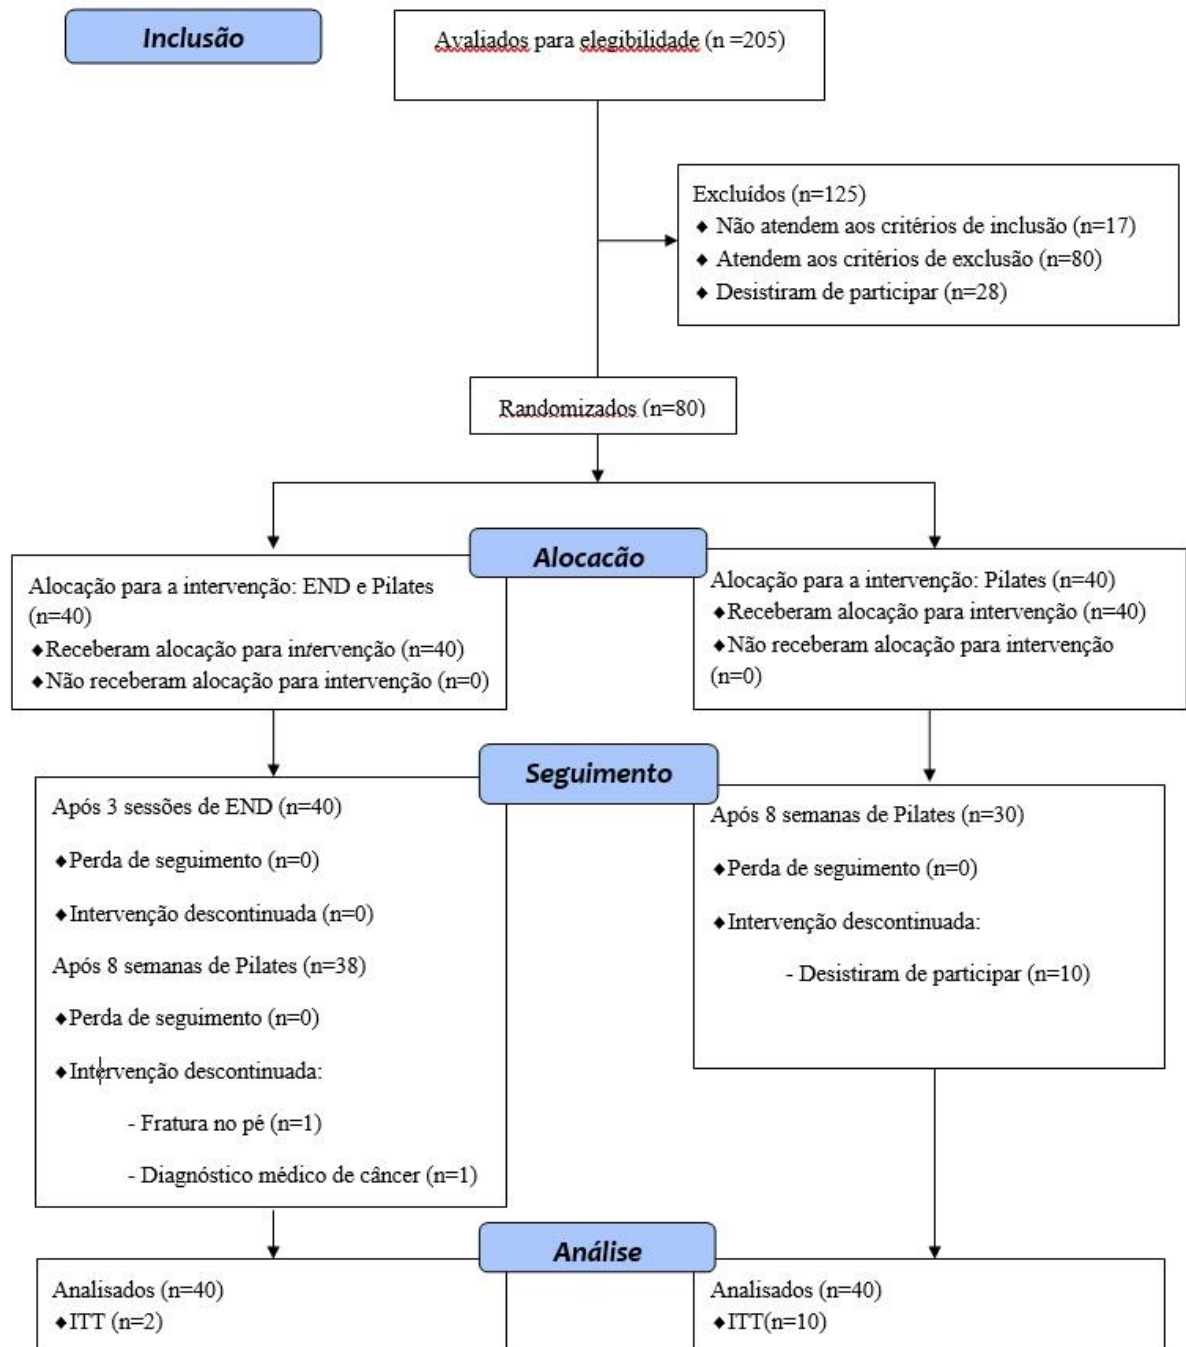 Inclusão
Avaliados para elegibilidade (n =205)
Excluídos (n=125)
♦ Não atendem aos critérios de inclusão (n=17)
♦ Atendem aos critérios de exclusão (n=80)
♦ Desistiram de participar (n=28)
Randomizados (n=80)
Alocacão
Alocação para a intervenção: END e Pilates
(n=40)
♦Receberam alocação para intervenção (n=40)
♦Não receberam alocação para intervenção (n=0)
Alocação para a intervenção: Pilates (n=40)
♦Receberam alocação para intervenção (n=40)
♦Não receberam alocação para intervenção
(n=0)
Seguimento
Após 3 sessões de END (n=40)
♦Perda de seguimento (n=0)
♦Intervenção descontinuada (n=0)
Após 8 semanas de Pilates (n=38)
♦Perda de seguimento (n=0)
♦Intervenção descontinuada:
- Fratura no pé (n=1)
- Diagnóstico médico de câncer (n=1)
Após 8 semanas de Pilates (n=30)
♦Perda de seguimento (n=0)
♦Intervenção descontinuada:
- Desistiram de participar (n=10)
Análise
Analisados (n=40)
♦ITT (n=2)
Analisados (n=40)
♦ITT(n=10)